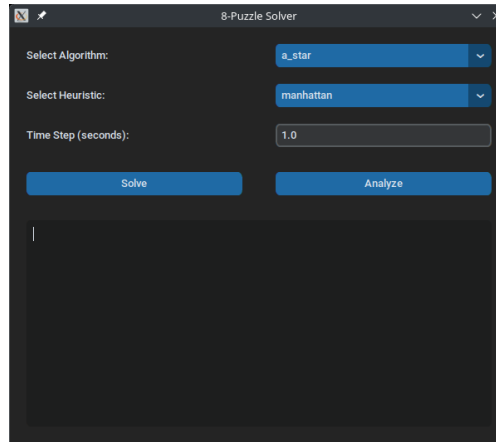 8-Puzzle Solver
Select Algorithm: a_star
Select Heuristic: manhattan
Time Step (seconds): 1.0
Solve Analyze